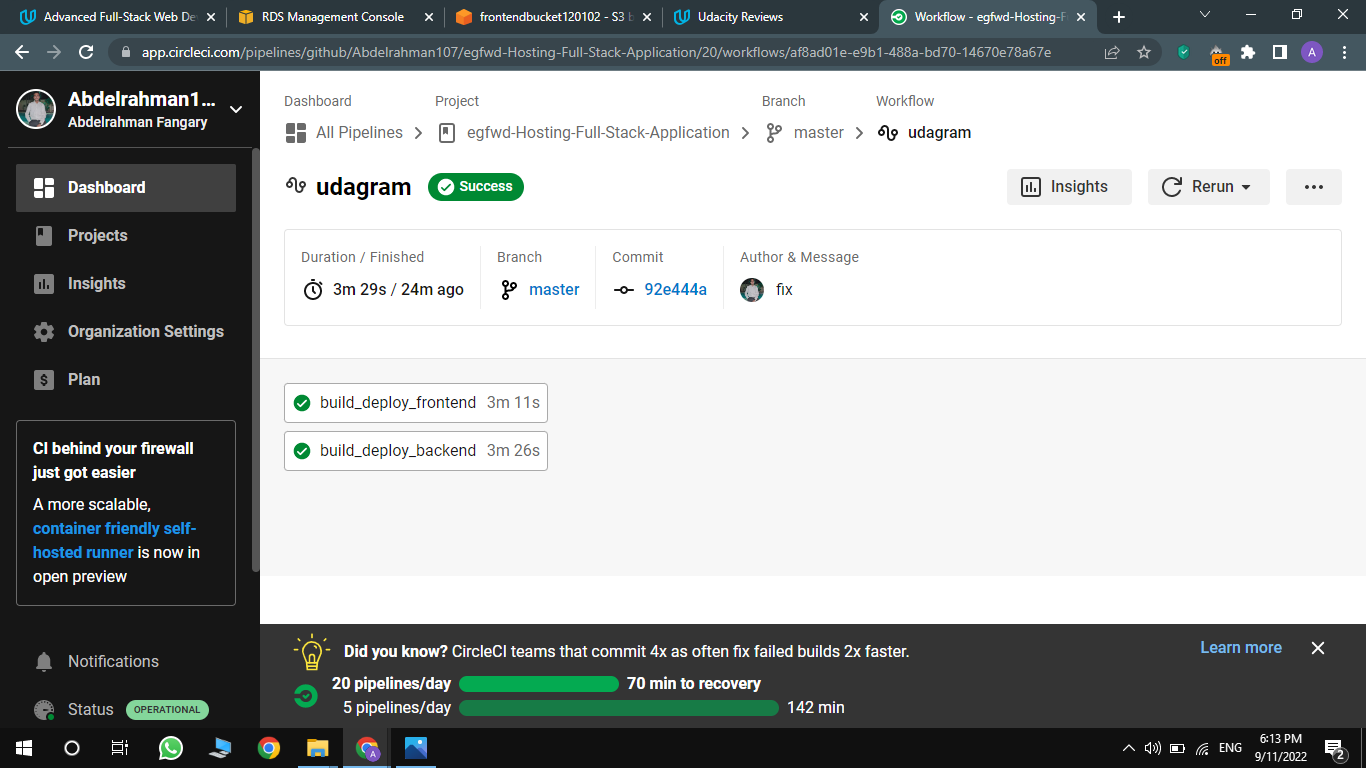 Advanced Full-Stack Web De
RDS Management Console
frontendbucket120102 - S3 b
Udacity Reviews
Workflow - egfwd-Hosting-F
app.circleci.com/pipelines/github/Abdelrahman107/egfwd-Hosting-Full-Stack-Application/20/workflows/af8ad01e-e9b1-488a-bd70-14670e78a67e
off
A
Abdelrahman1...
Abdelrahman Fangary
Dashboard
Projects
Insights
Organization Settings
Plan
CI behind your firewall
just got easier
A more scalable,
container friendly self-
hosted runner is now in
open preview
Notifications
Status OPERATIONAL
Dashboard Project Branch Workflow
All Pipelines egfwd-Hosting-Full-Stack-Application master udagram
udagram Success
Insights Rerun
Duration / Finished Branch Commit Author & Message
3m 29s / 24m ago master 92e444a fix
build_deploy_frontend 3m 11s
build_deploy_backend 3m 26s
Did you know? CircleCI teams that commit 4x as often fix failed builds 2x faster.
Learn more
20 pipelines/day 70 min to recovery
5 pipelines/day 142 min
A
ENG
6:13 PM
9/11/2022
2